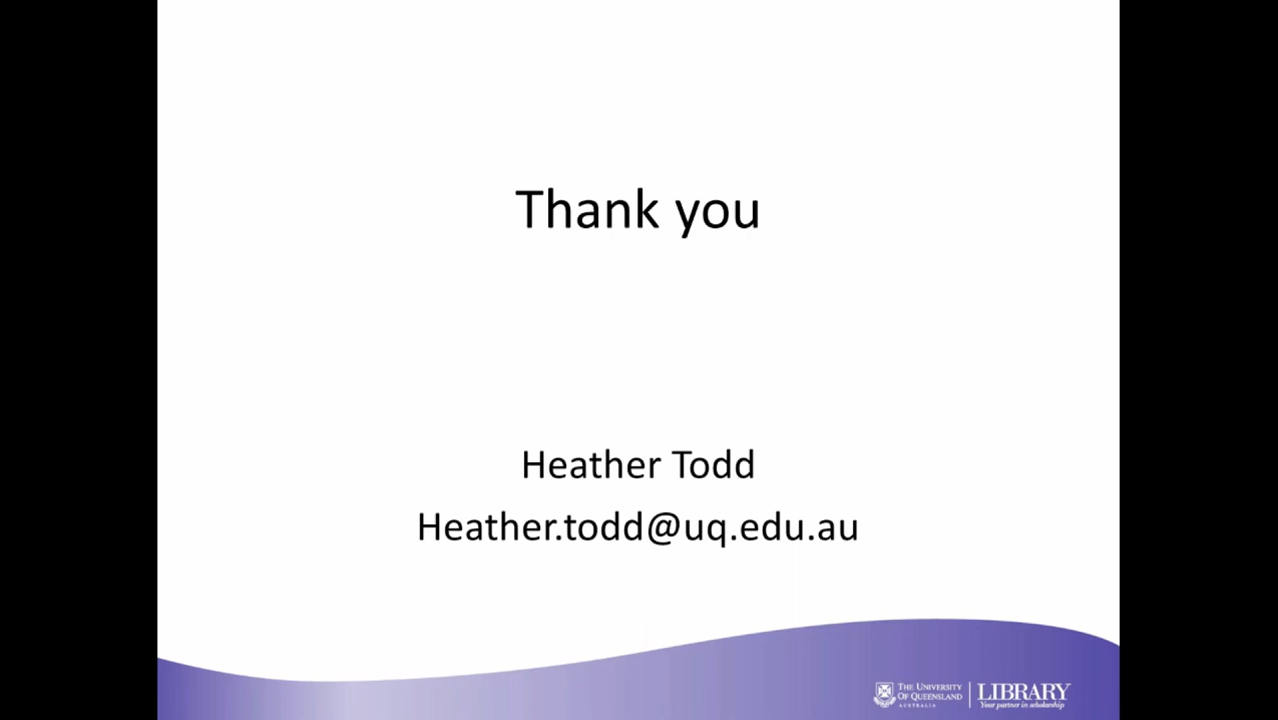 Thank you
Heather Todd
Heather.todd@uq.edu.au
THE UNIVERSITY
OF QUEENSLAND
AUSTRALIA
LIBRARY
Your partner in scholarship